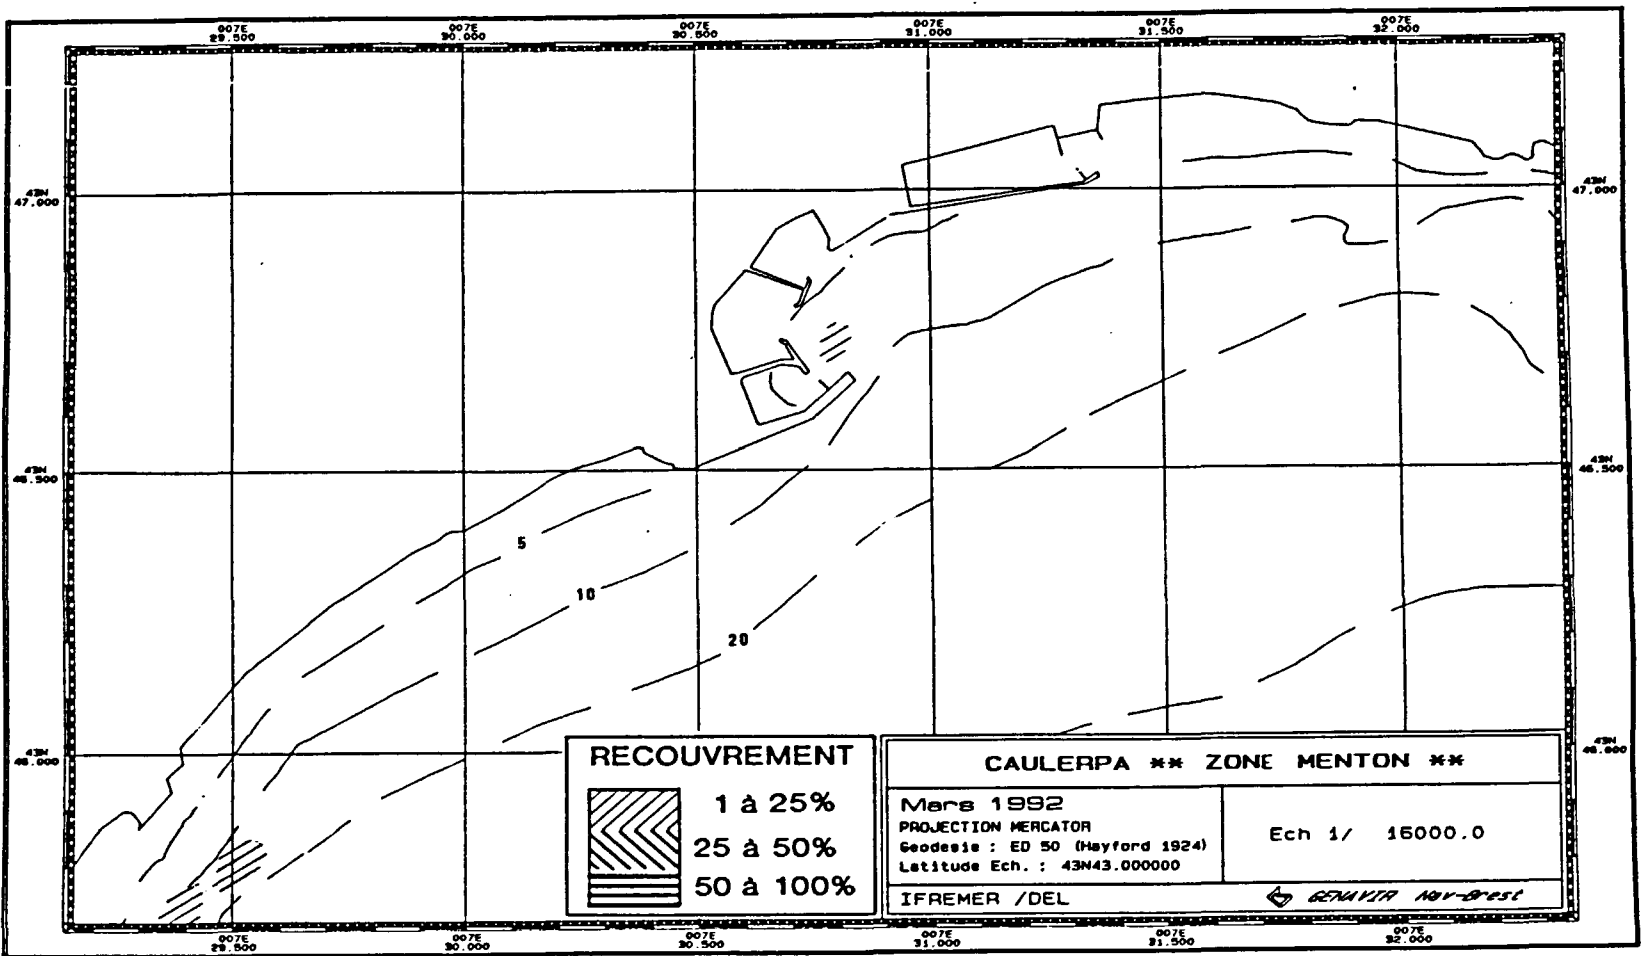 007E 007E 007E 007E 007E 007E
29.500 30.000 30.500 31.000 31.500 32.000
43N 43N
47.000 47.000
43N 43N
46.500 46.500
5
10
20
43N 43N
46.000 46.000
RECOUVREMENT
1 à 25%
25 à 50%
50 à 100%
CAULERPA ** ZONE MENTON **
Mars 1992
PROJECTION MERCATOR
Geodesie : ED 50 (Hayford 1924)
Latitude Ech. : 43N43.000000
Ech 1/ 15000.0
IFREMER /DEL
GENAVIR Nav-Brest
007E 007E 007E 007E 007E 007E
29.500 30.000 30.500 31.000 31.500 32.000